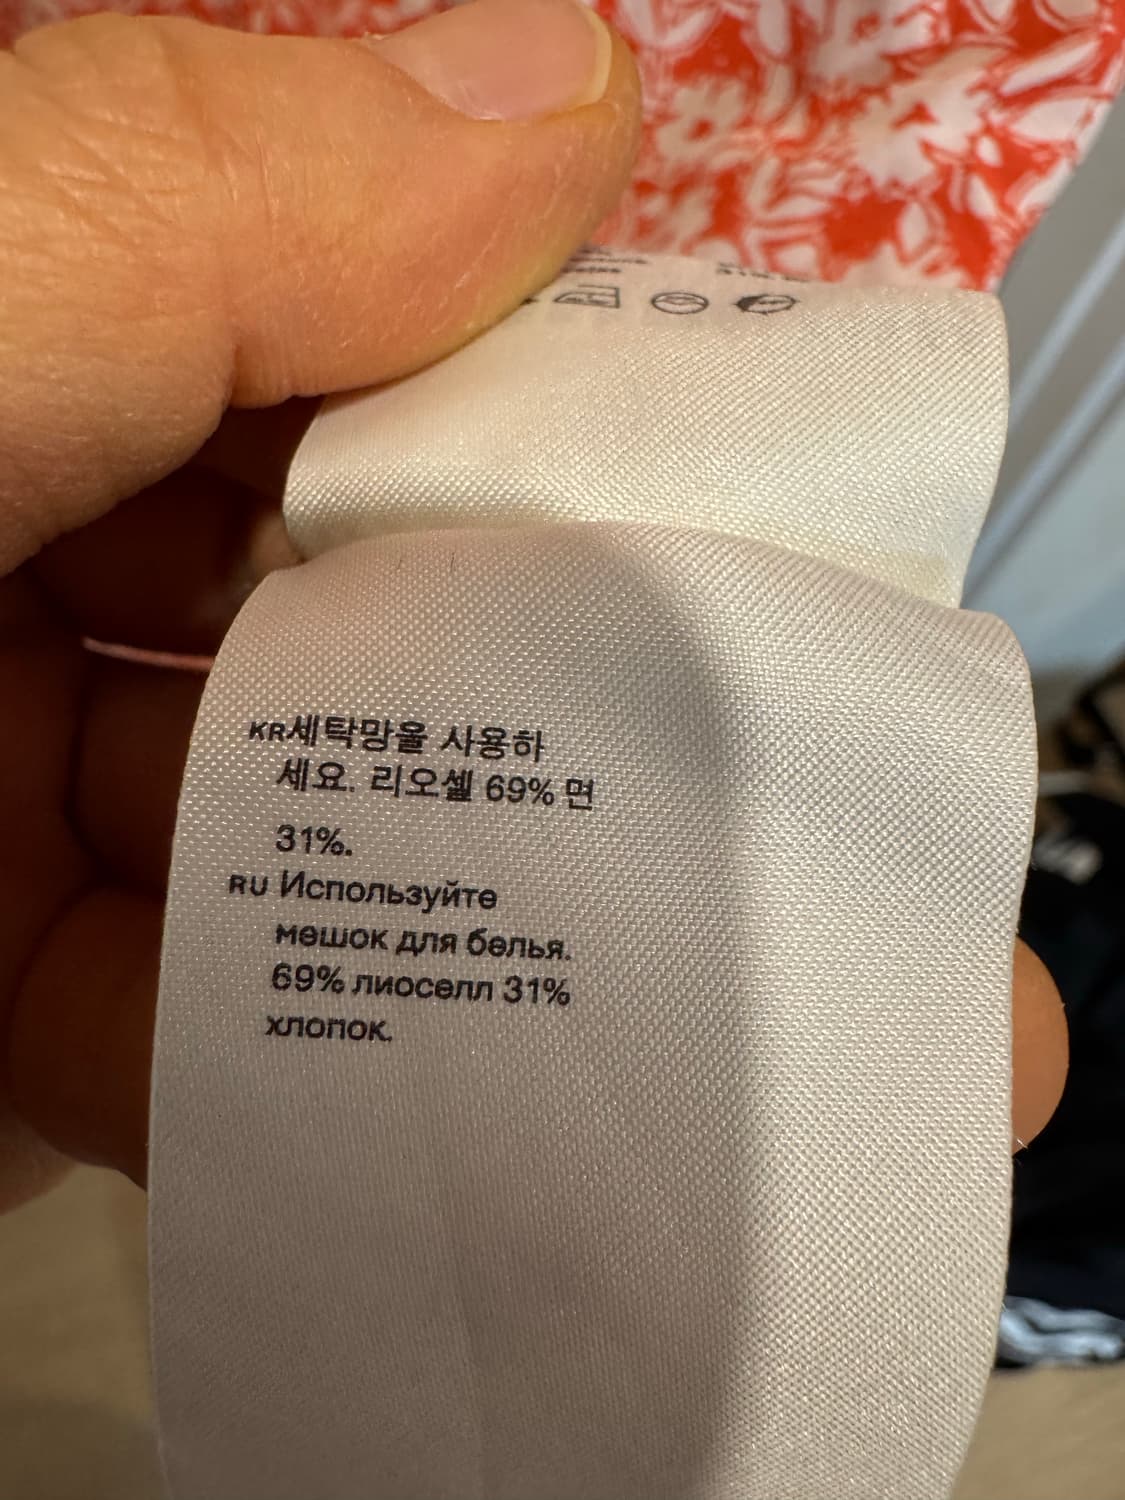 KR세탁망을 사용하
세요. 리오셀 69% 면
31%.
RU Используйте
мешок для белья.
69% лиоселл 31%
хлопок.